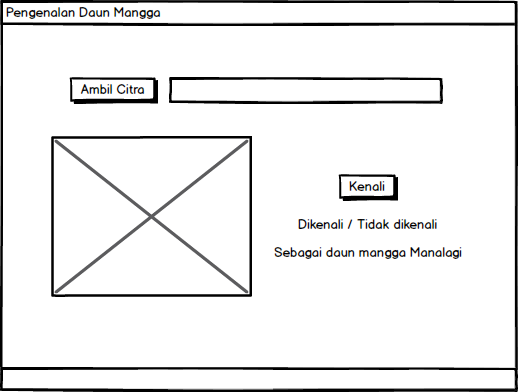 Pengenalan Daun Mangga
Ambil Citra
Kenali
Dikenali / Tidak dikenali
Sebagai daun mangga Manalagi